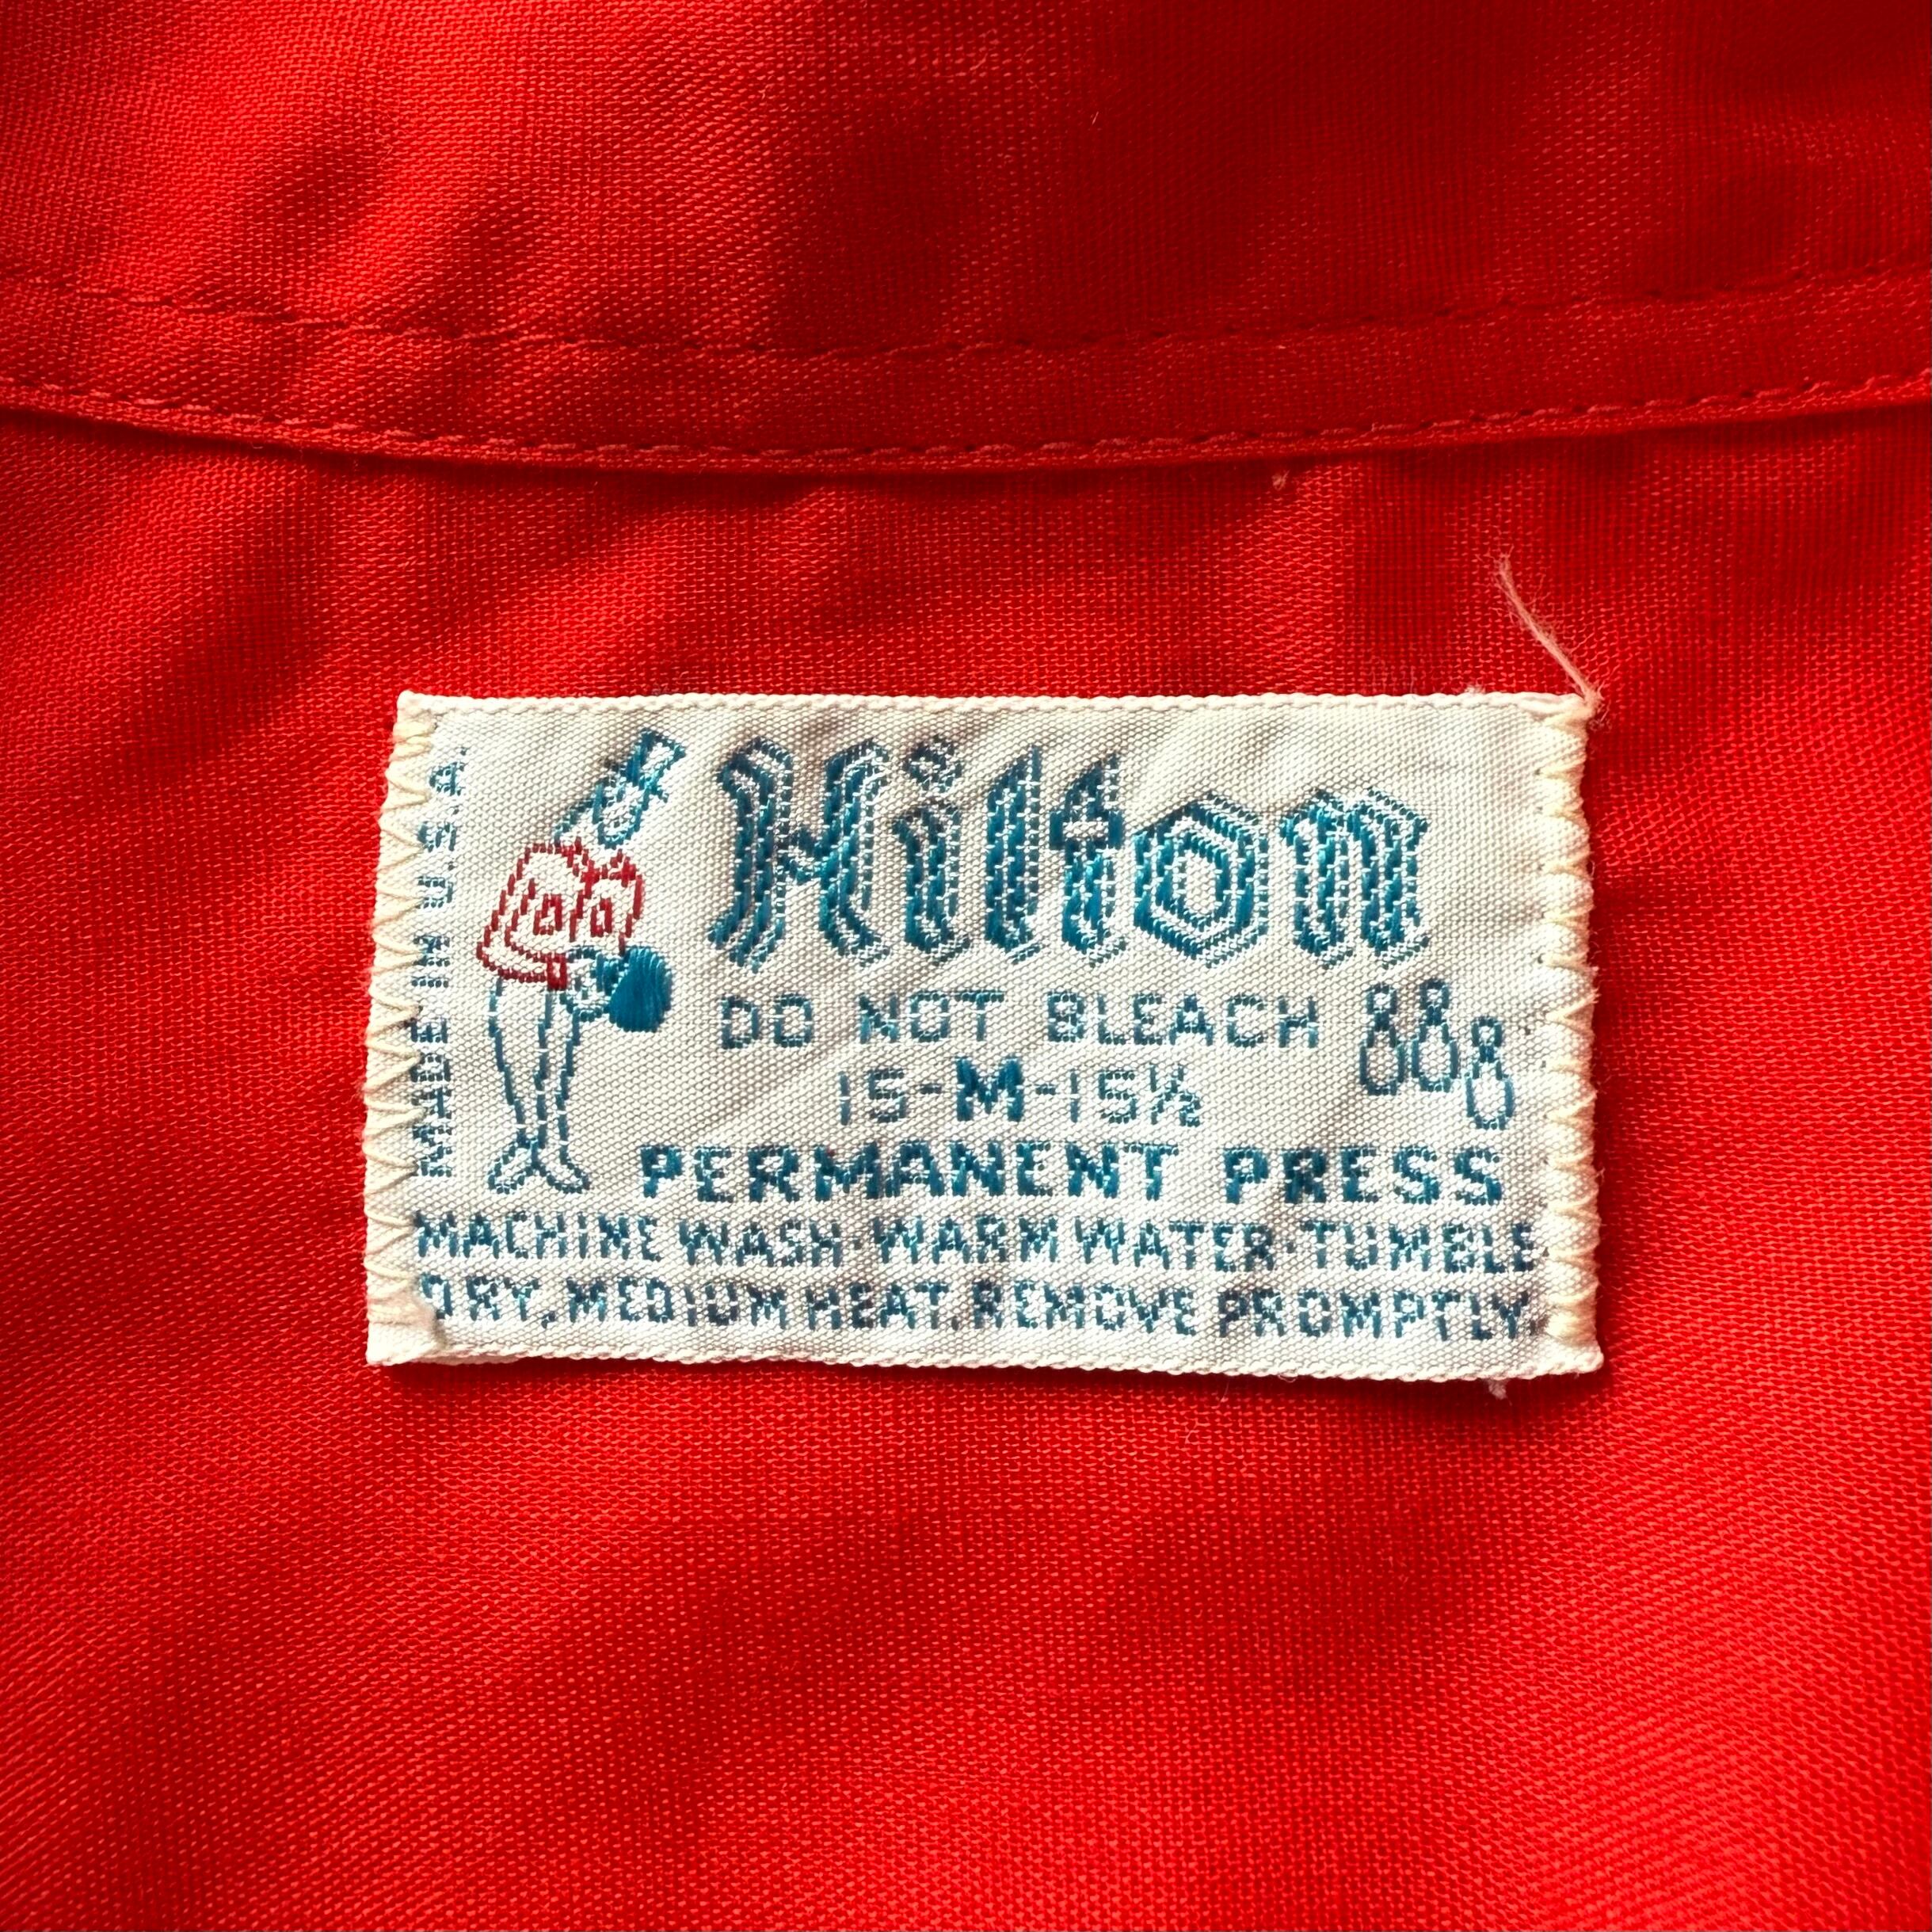 MADE IN U.S.A.
Hilton
DO NOT BLEACH
15-M-15½
PERMANENT PRESS
MACHINE WASH·WARM WATER·TUMBLE
DRY, MEDIUM HEAT. REMOVE PROMPTLY.